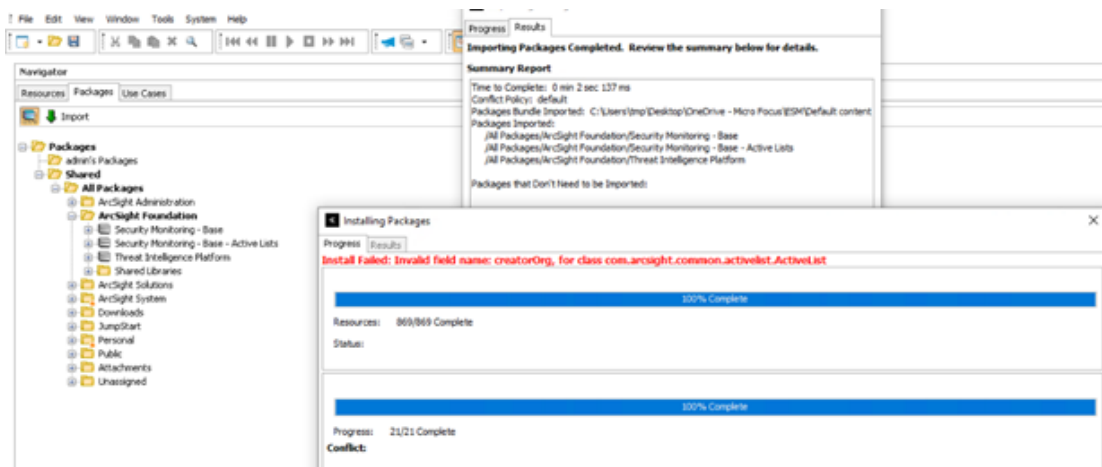 File Edit View Window Tools System Help
Navigator
Resources Packages Use Cases
Import
Packages
admin's Packages
Shared
All Packages
ArcSight Administration
ArcSight Foundation
Security Monitoring - Base
Security Monitoring - Base - Active Lists
Threat Intelligence Platform
Shared Libraries
ArcSight Solutions
ArcSight System
Downloads
JumpStart
Personal
Public
Attachments
Unassigned
Progress Results
Importing Packages Completed. Review the summary below for details.
Summary Report
Time to Complete: 0 min 2 sec 137 ms
Conflict Policy: default
Packages Bundle Imported: C:\Users\tmp\Desktop\OneDrive - Micro Focus\ESM\Default content
Packages Imported:
/All Packages/ArcSight Foundation/Security Monitoring - Base
/All Packages/ArcSight Foundation/Security Monitoring - Base - Active Lists
/All Packages/ArcSight Foundation/Threat Intelligence Platform
Packages that Don't Need to be Imported:
Installing Packages
Progress Results
Install Failed: Invalid field name: creatorOrg, for class com.arcsight.common.activelist.ActiveList
100% Complete
Resources: 869/869 Complete
Status:
100% Complete
Progress: 21/21 Complete
Conflict: